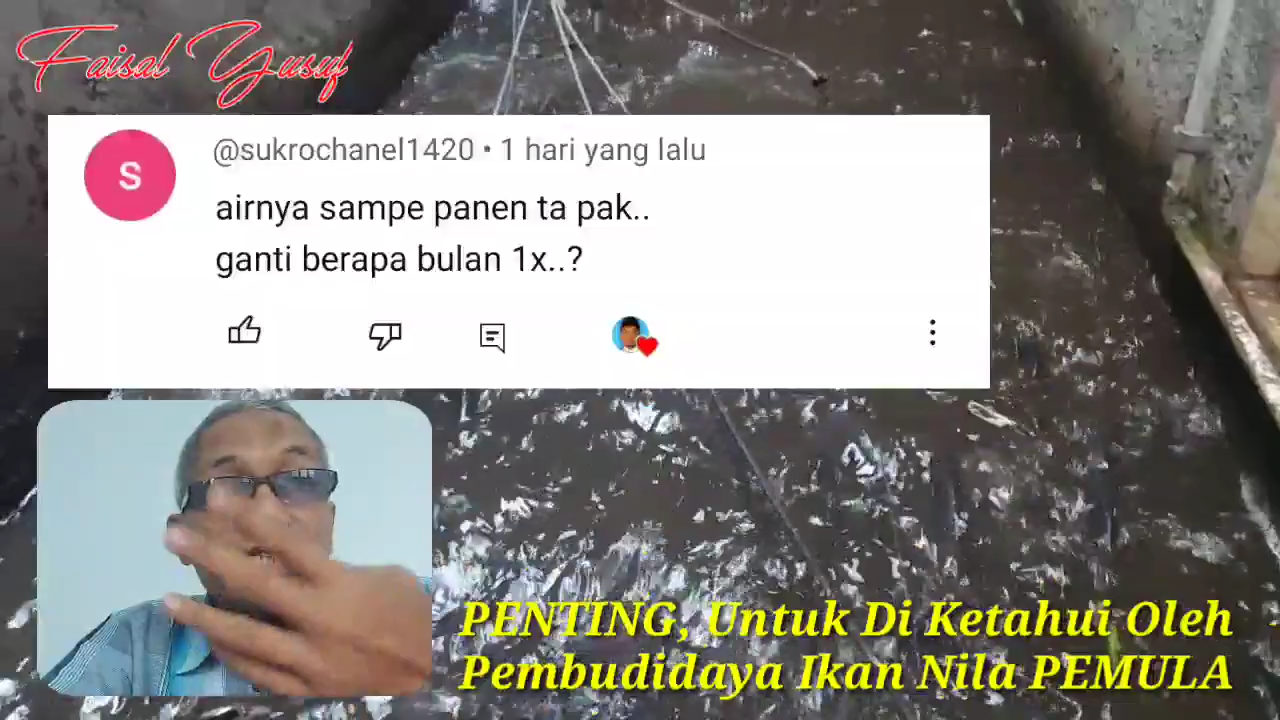 Faisal Yusuf
S
@sukrochanel1420 • 1 hari yang lalu
airnya sampe panen ta pak..
ganti berapa bulan 1x..?
PENTING, Untuk Di Ketahui Oleh
Pembudidaya Ikan Nila PEMULA